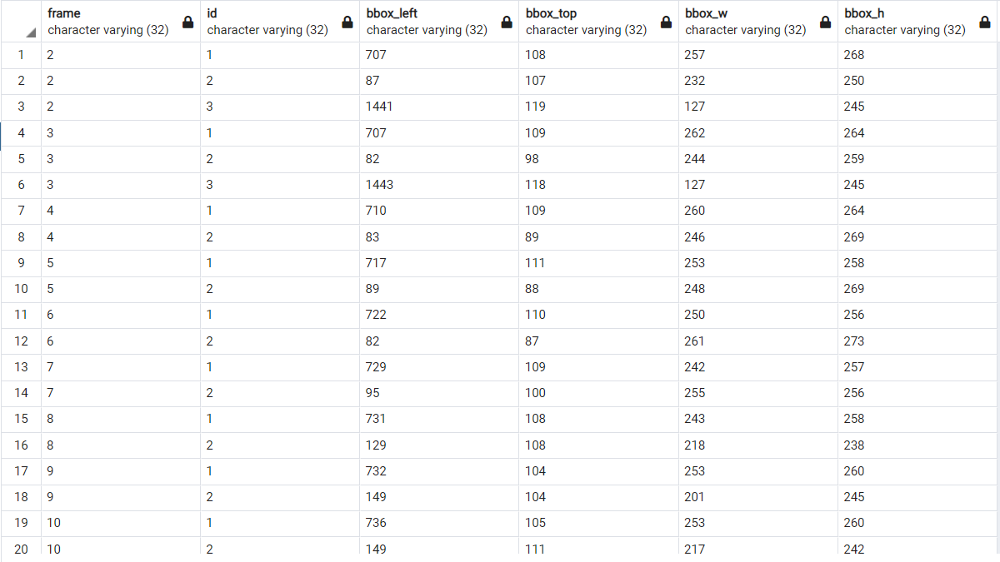 frame id bbox_left bbox_top bbox_w bbox_h
character varying (32) character varying (32) character varying (32) character varying (32) character varying (32) character varying (32)
1 2 1 707 108 257 268
2 2 2 87 107 232 250
3 2 3 1441 119 127 245
4 3 1 707 109 262 264
5 3 2 82 98 244 259
6 3 3 1443 118 127 245
7 4 1 710 109 260 264
8 4 2 83 89 246 269
9 5 1 717 111 253 258
10 5 2 89 88 248 269
11 6 1 722 110 250 256
12 6 2 82 87 261 273
13 7 1 729 109 242 257
14 7 2 95 100 255 256
15 8 1 731 108 243 258
16 8 2 129 108 218 238
17 9 1 732 104 253 260
18 9 2 149 104 201 245
19 10 1 736 105 253 260
20 10 2 149 111 217 242